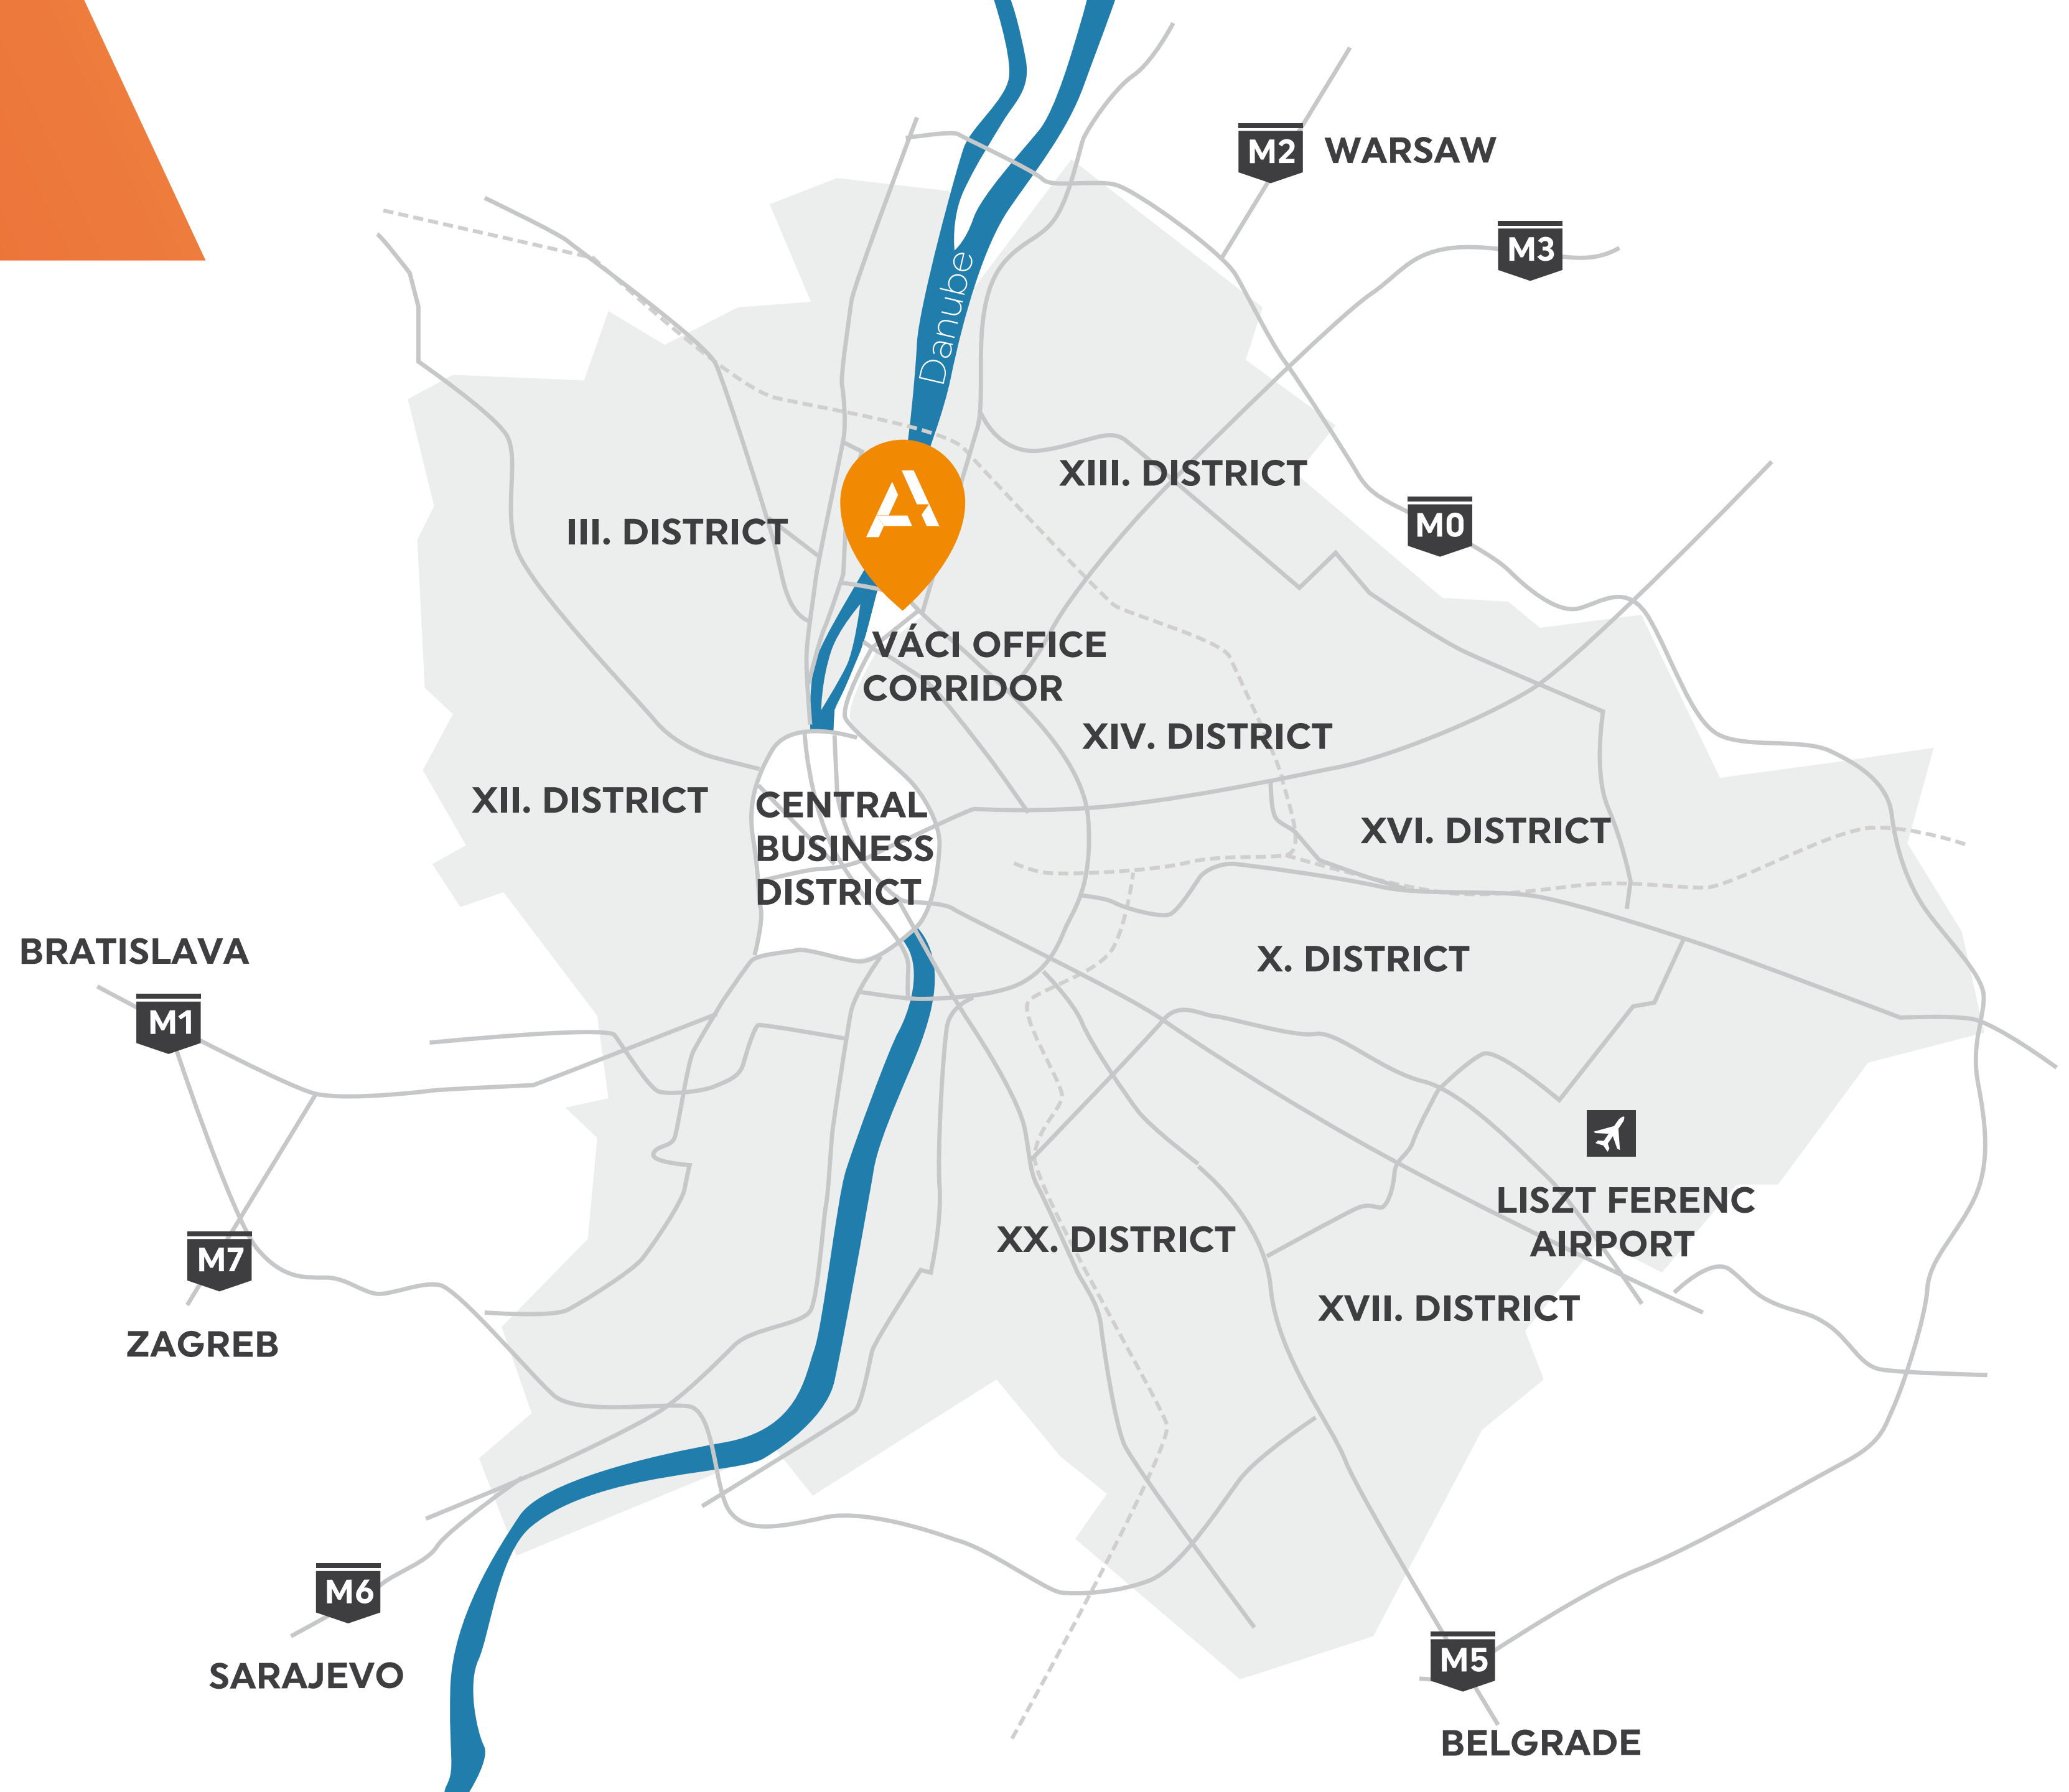 M2 WARSAW
M3
Danube
XIII. DISTRICT
M0
III. DISTRICT
VÁCI OFFICE
CORRIDOR
XIV. DISTRICT
XII. DISTRICT
CENTRAL
BUSINESS
DISTRICT
XVI. DISTRICT
BRATISLAVA
M1
X. DISTRICT
LISZT FERENC
AIRPORT
XX. DISTRICT
M7
ZAGREB
XVII. DISTRICT
M6
SARAJEVO
M5
BELGRADE